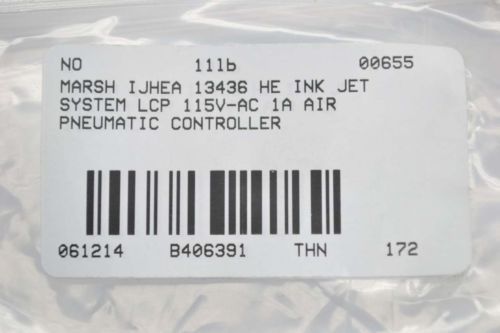 NO 11lb 00655
MARSH IJHEA 13436 HE INK JET
SYSTEM LCP 115V-AC 1A AIR
PNEUMATIC CONTROLLER
061214 B406391 THN 172